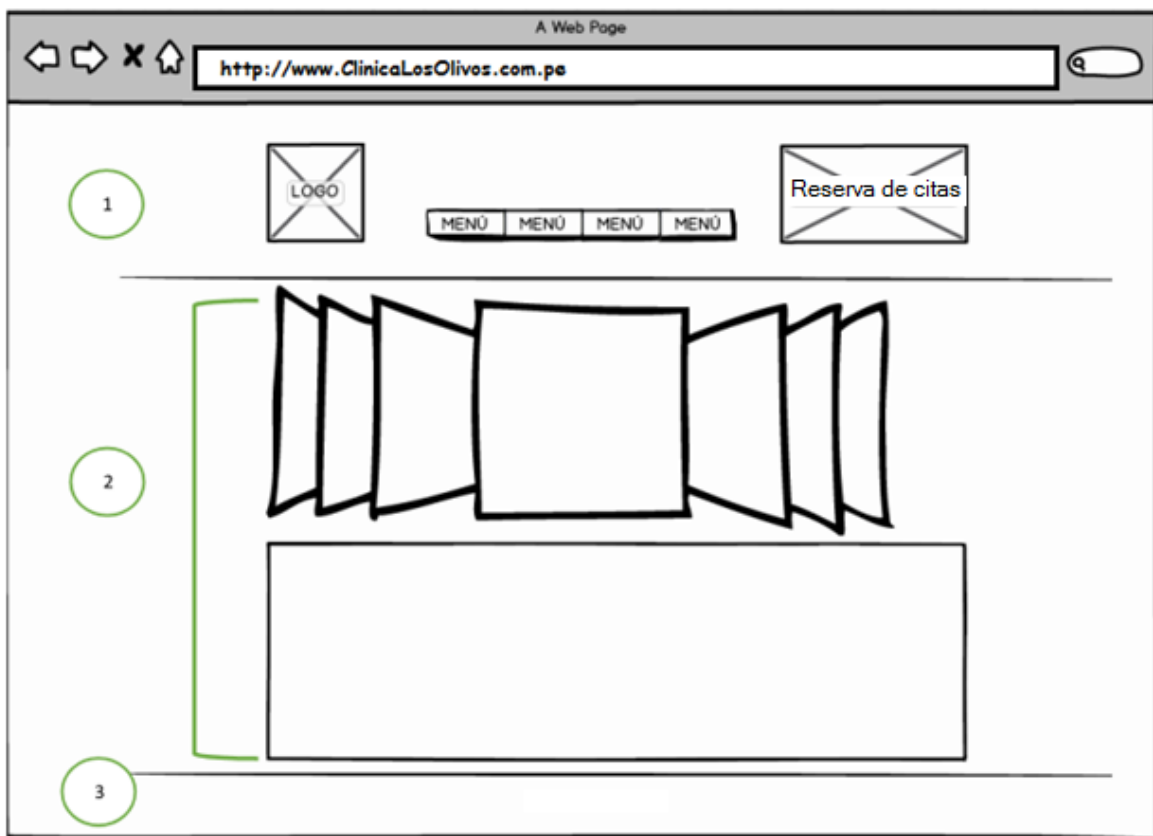 A Web Page
http://www.ClinicaLosOlivos.com.pe
1
LOGO
MENÚ MENÚ MENÚ MENÚ
Reserva de citas
2
3